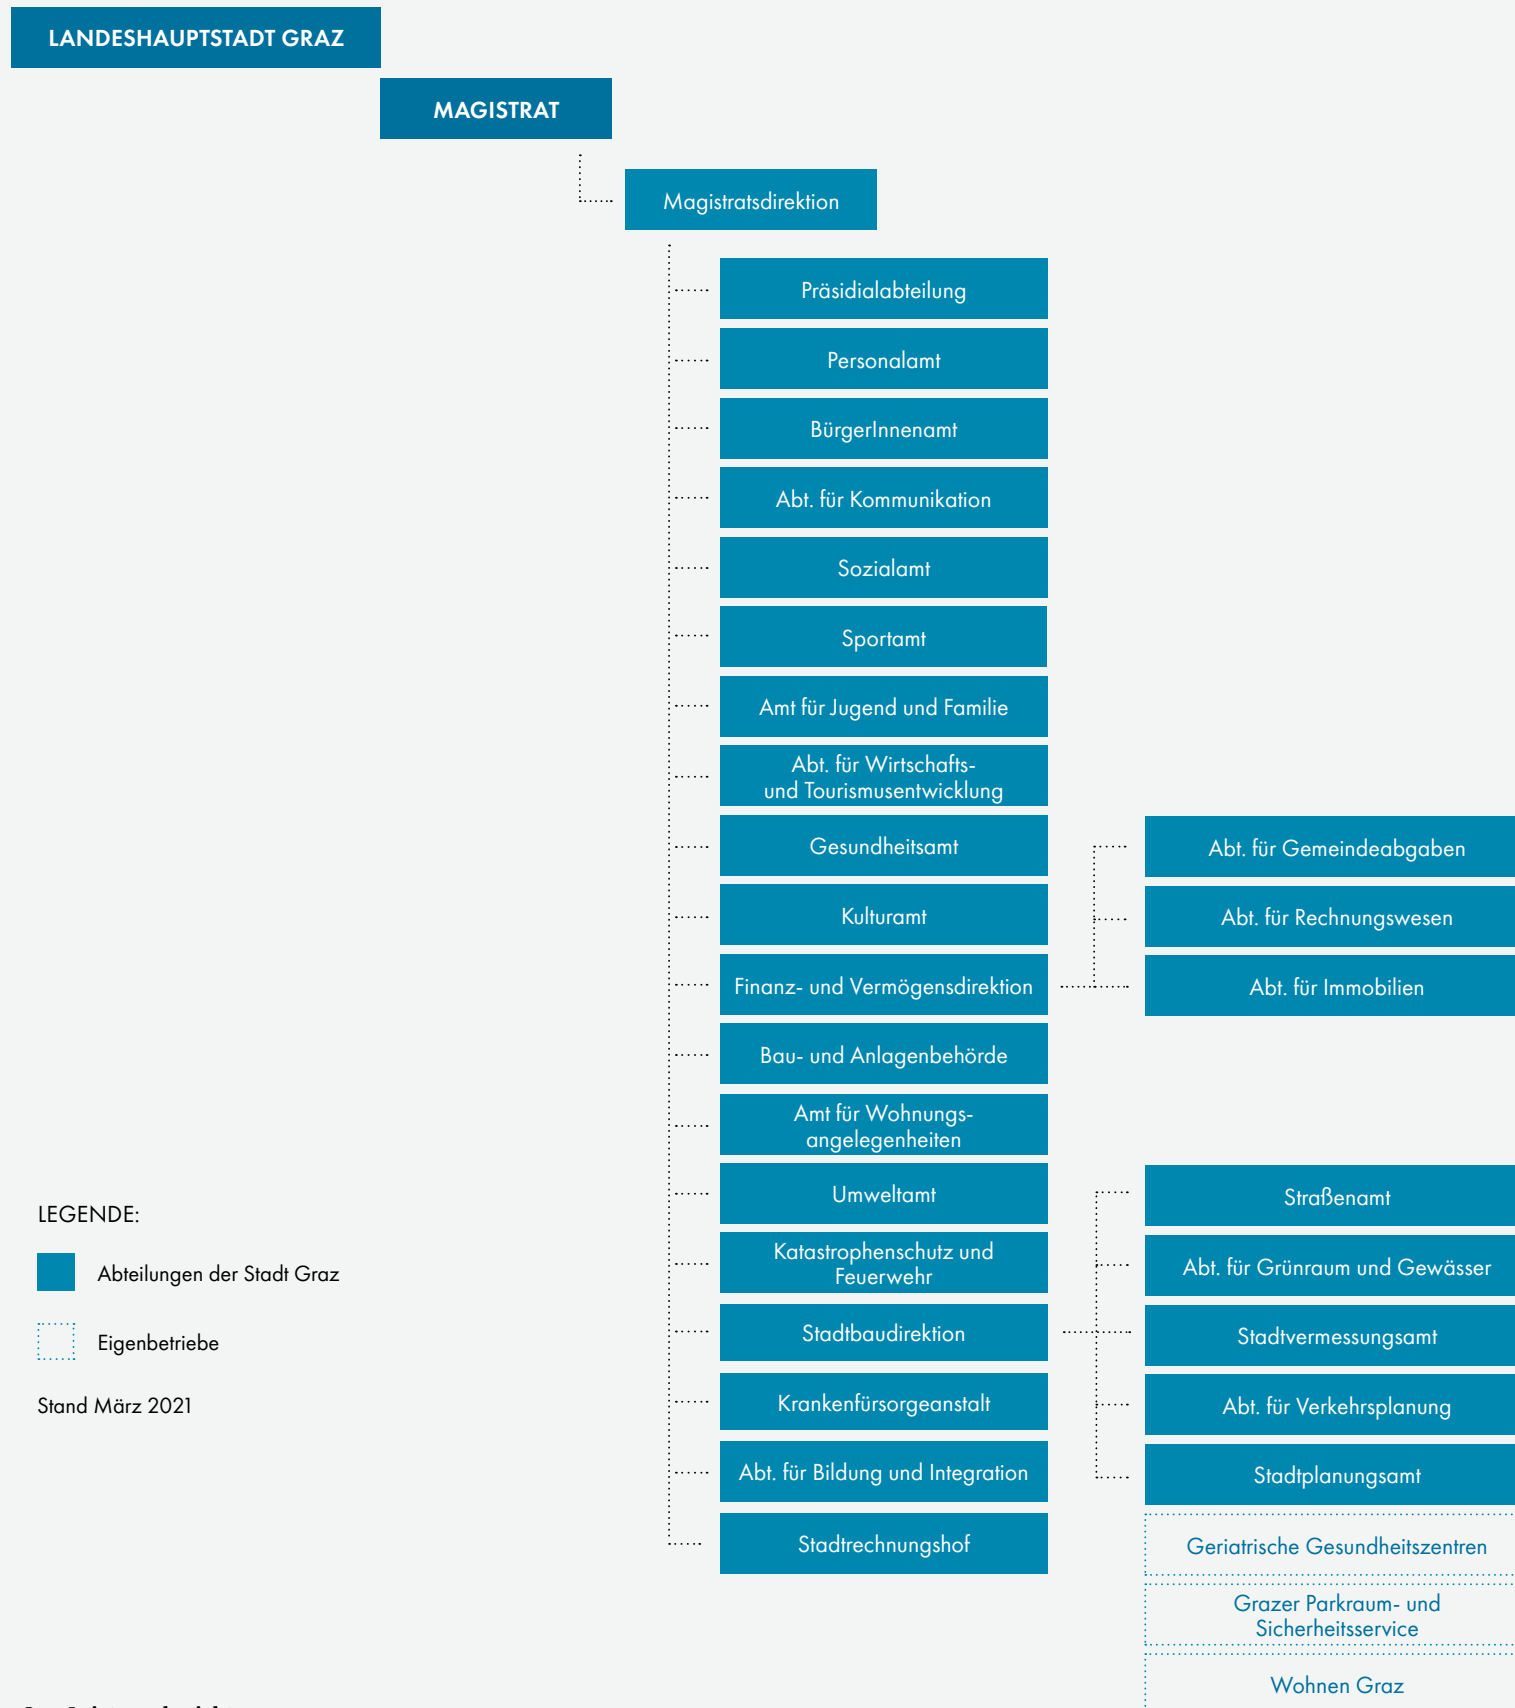 LANDESHAUPTSTADT GRAZ
MAGISTRAT
Magistratsdirektion
Präsidialabteilung
Personalamt
BürgerInnenamt
Abt. für Kommunikation
Sozialamt
Sportamt
Amt für Jugend und Familie
Abt. für Wirtschafts-
und Tourismusentwicklung
Gesundheitsamt
Kulturamt
Finanz- und Vermögensdirektion
Abt. für Gemeindeabgaben
Abt. für Rechnungswesen
Abt. für Immobilien
Bau- und Anlagenbehörde
Amt für Wohnungs-
angelegenheiten
Umweltamt
Katastrophenschutz und
Feuerwehr
Stadtbaudirektion
Straßenamt
Abt. für Grünraum und Gewässer
Stadtvermessungsamt
Abt. für Verkehrsplanung
Stadtplanungsamt
Krankenfürsorgeanstalt
Abt. für Bildung und Integration
Stadtrechnungshof
Geriatrische Gesundheitszentren
Grazer Parkraum- und
Sicherheitsservice
Wohnen Graz
LEGENDE:
Abteilungen der Stadt Graz
Eigenbetriebe
Stand März 2021